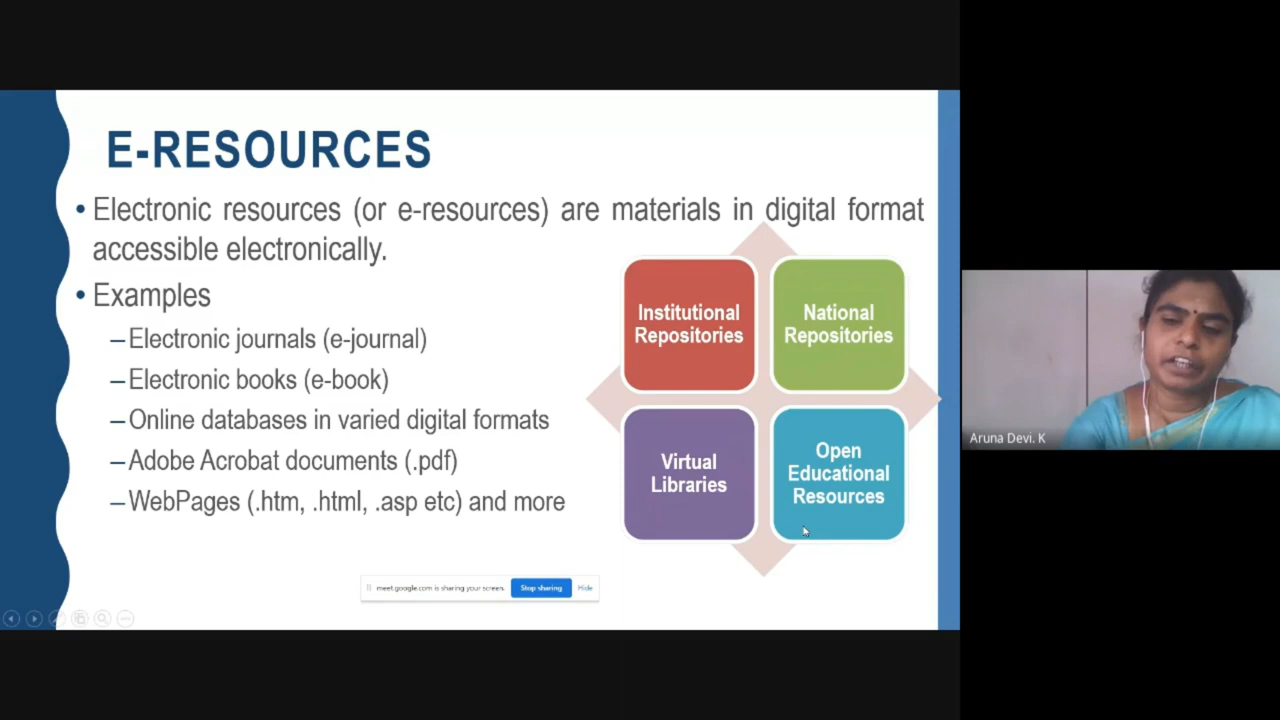 E-RESOURCES
• Electronic resources (or e-resources) are materials in digital format
accessible electronically.
• Examples
– Electronic journals (e-journal)
– Electronic books (e-book)
– Online databases in varied digital formats
– Adobe Acrobat documents (.pdf)
– WebPages (.htm, .html, .asp etc) and more
Institutional
Repositories
National
Repositories
Virtual
Libraries
Open
Educational
Resources
meet.google.com is sharing your screen.
Stop sharing
Hide
Aruna Devi. K